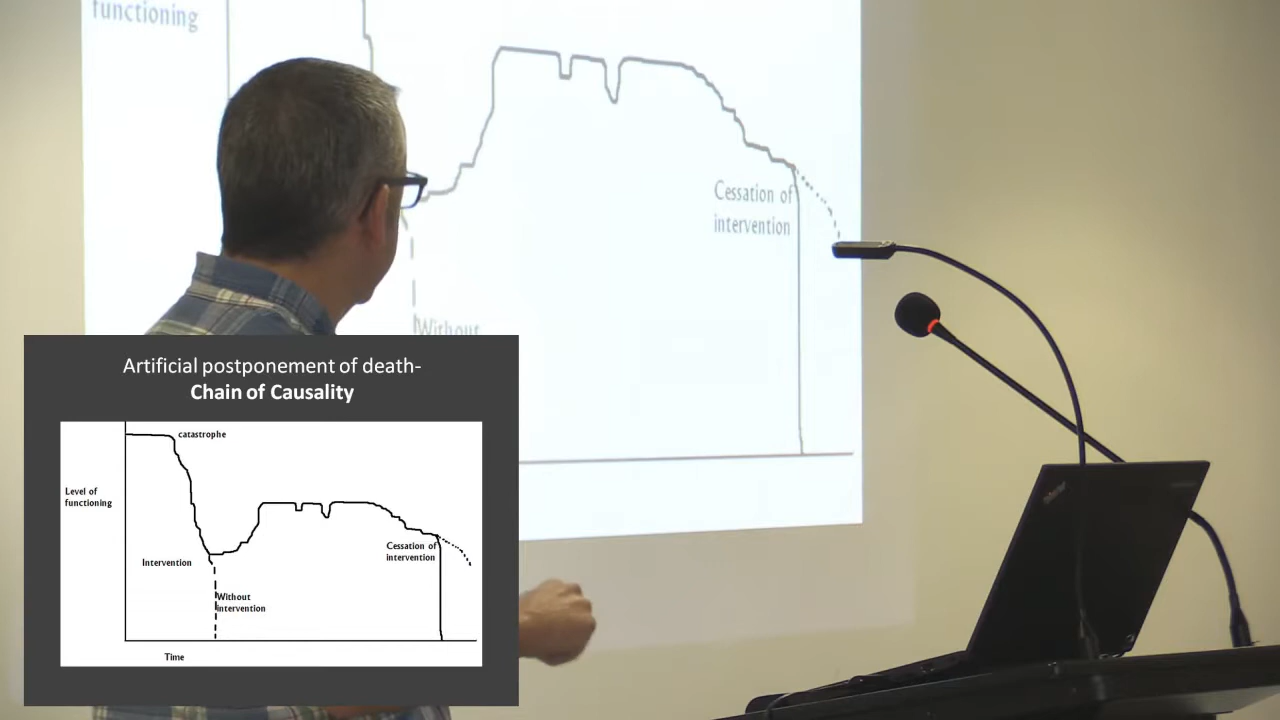 functioning
Cessation of
intervention
Without
Artificial postponement of death-
Chain of Causality
catastrophe
Level of
functioning
Cessation of
intervention
Intervention
Without
intervention
Time